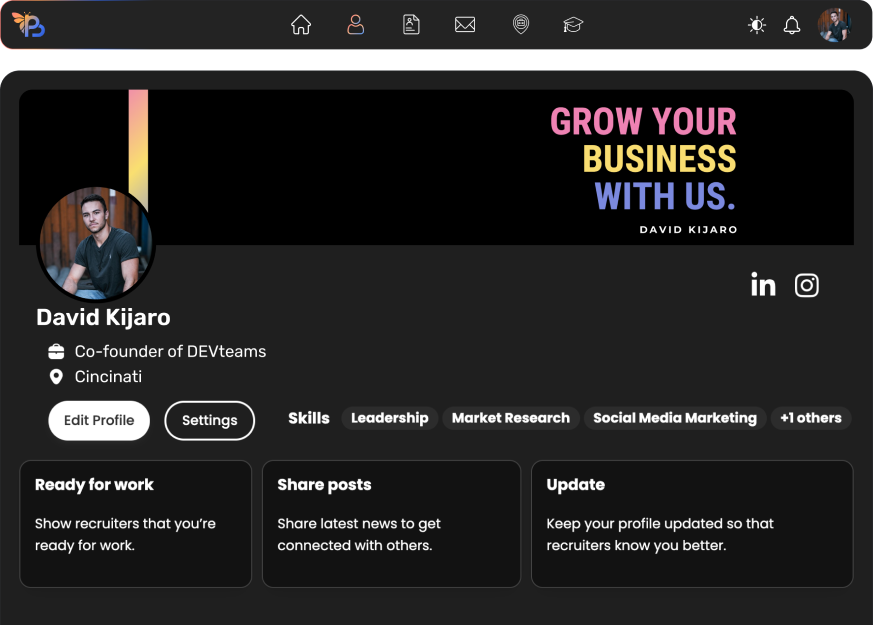 GROW YOUR
BUSINESS
WITH US.
DAVID KIJARO
in
David Kijaro
Co-founder of DEVteams
Cincinati
Edit Profile
Settings
Skills
Leadership
Market Research
Social Media Marketing
+1 others
Ready for work
Show recruiters that you’re
ready for work.
Share posts
Share latest news to get
connected with others.
Update
Keep your profile updated so that
recruiters know you better.